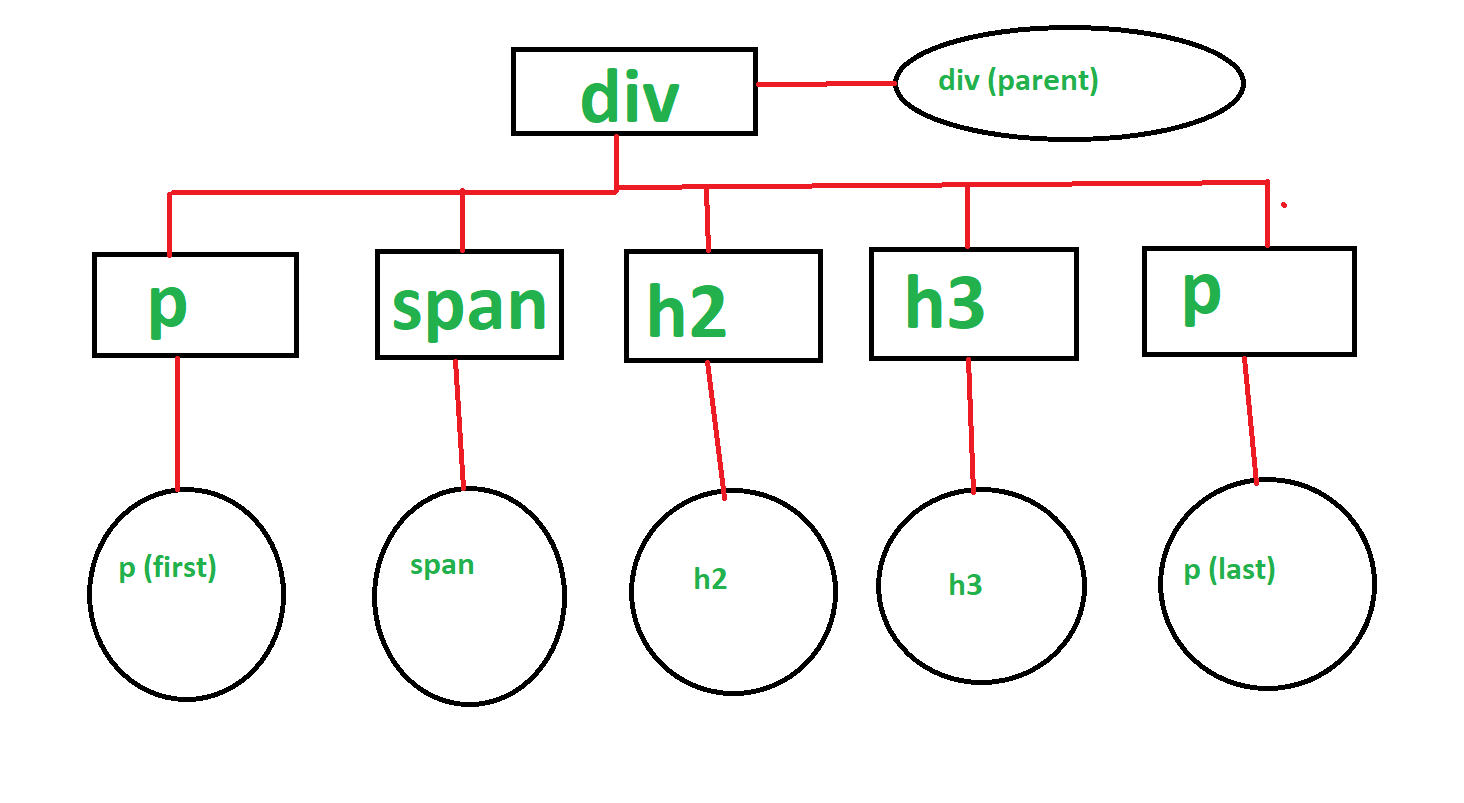 div
div (parent)
p
span
h2
h3
p
p (first)
span
h2
h3
p (last)